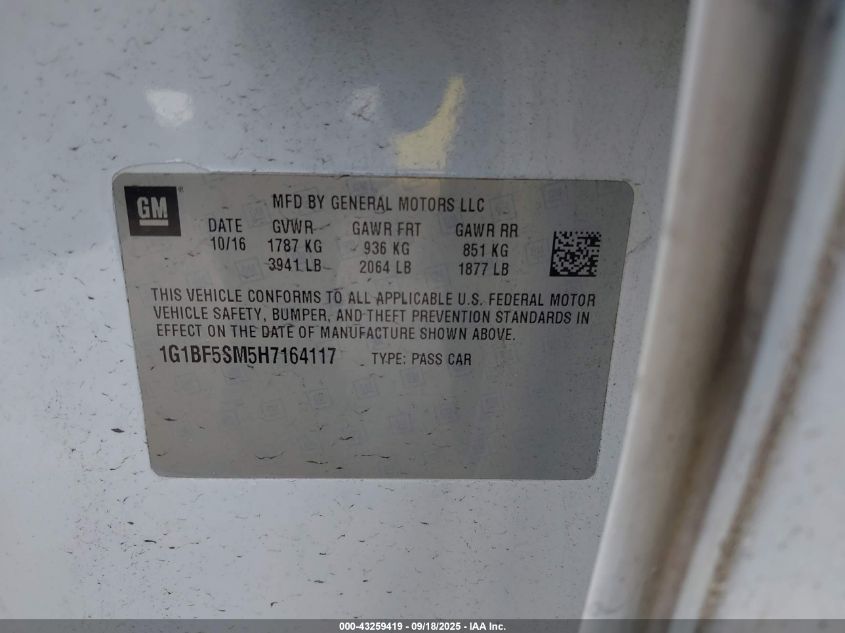 GM
MFD BY GENERAL MOTORS LLC
DATE GVWR GAWR FRT GAWR RR
10/16 1787 KG 936 KG 851 KG
3941 LB 2064 LB 1877 LB
THIS VEHICLE CONFORMS TO ALL APPLICABLE U.S. FEDERAL MOTOR
VEHICLE SAFETY, BUMPER, AND THEFT PREVENTION STANDARDS IN
EFFECT ON THE DATE OF MANUFACTURE SHOWN ABOVE.
1G1BF5SM5H7164117 TYPE: PASS CAR
000-43259419 - 09/18/2025 - IAA Inc.